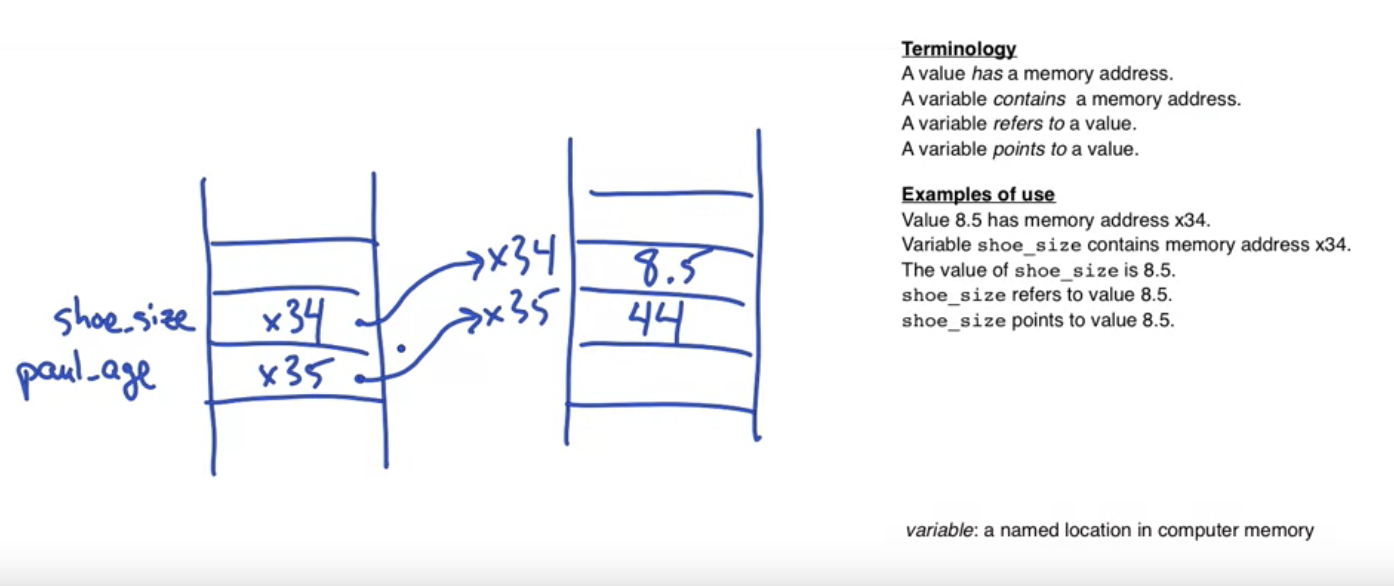 shoe_size
paul_age
x34
x35
x34
x35
8.5
44
Terminology
A value has a memory address.
A variable contains a memory address.
A variable refers to a value.
A variable points to a value.
Examples of use
Value 8.5 has memory address x34.
Variable shoe_size contains memory address x34.
The value of shoe_size is 8.5.
shoe_size refers to value 8.5.
shoe_size points to value 8.5.
variable: a named location in computer memory